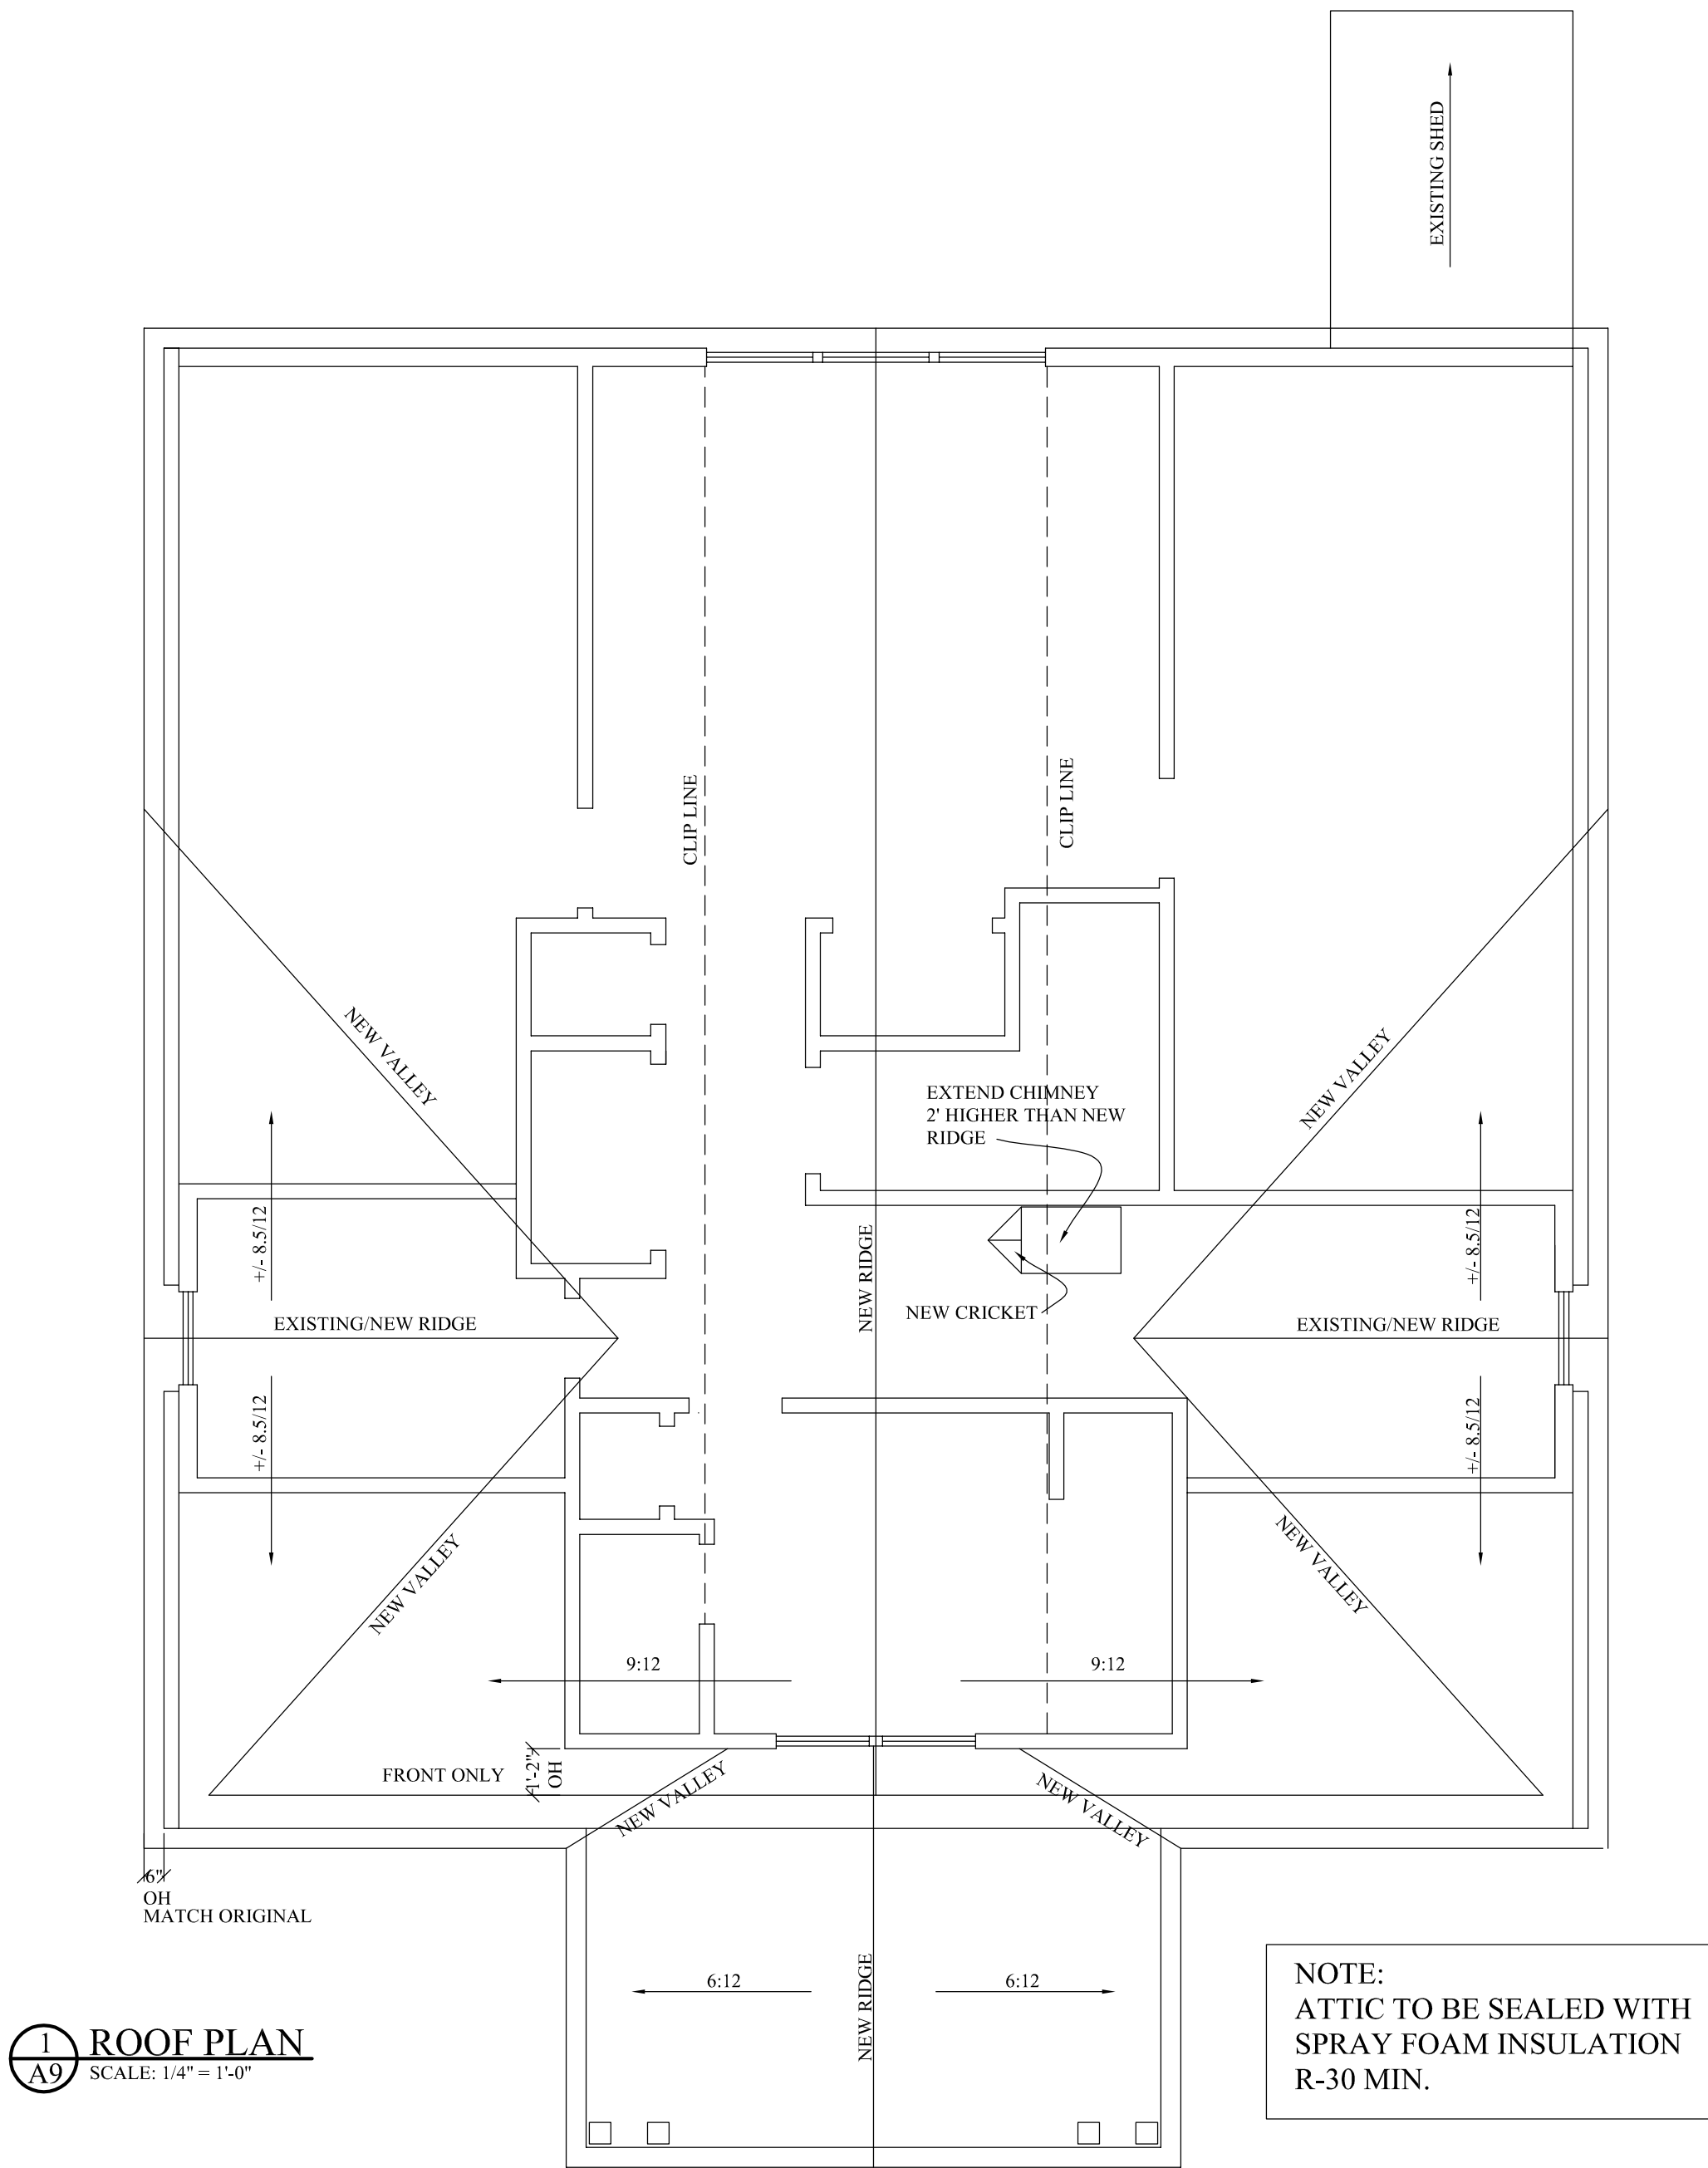 EXISTING SHED
CLIP LINE
CLIP LINE
NEW VALLEY
NEW VALLEY
EXTEND CHIMNEY
2' HIGHER THAN NEW
RIDGE
+/- 8.5/12
+/- 8.5/12
NEW RIDGE
NEW CRICKET
EXISTING/NEW RIDGE
EXISTING/NEW RIDGE
+/- 8.5/12
+/- 8.5/12
NEW VALLEY
NEW VALLEY
9:12
9:12
FRONT ONLY
1'-2"
OH
NEW VALLEY
NEW VALLEY
6"
OH
MATCH ORIGINAL
6:12
6:12
NEW RIDGE
NOTE:
ATTIC TO BE SEALED WITH
SPRAY FOAM INSULATION
R-30 MIN.
1
A9
ROOF PLAN
SCALE: 1/4" = 1'-0"